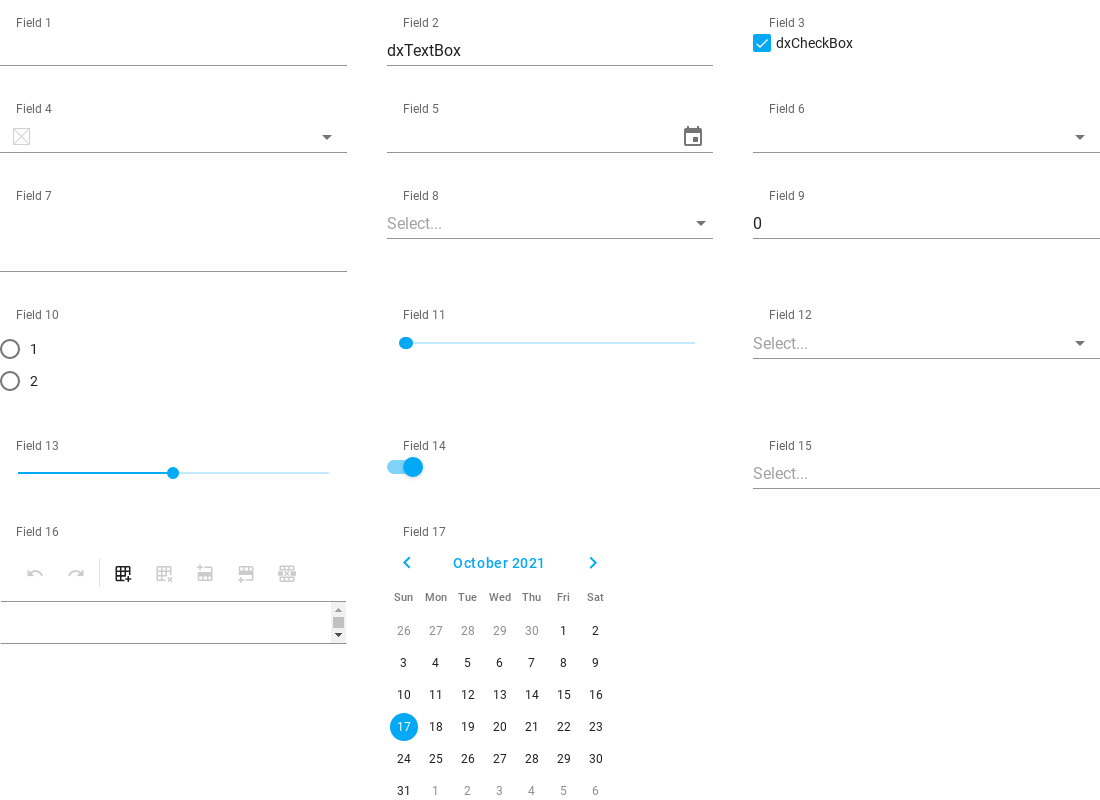 Field 1
Field 2
dxTextBox
Field 3
dxCheckBox
Field 4
Field 5
Field 6
Field 7
Field 8
Select...
Field 9
0
Field 10
1
2
Field 11
Field 12
Select...
Field 13
Field 14
Field 15
Select...
Field 16
Field 17
October 2021
Sun Mon Tue Wed Thu Fri Sat
26 27 28 29 30 1 2
3 4 5 6 7 8 9
10 11 12 13 14 15 16
17 18 19 20 21 22 23
24 25 26 27 28 29 30
31 1 2 3 4 5 6